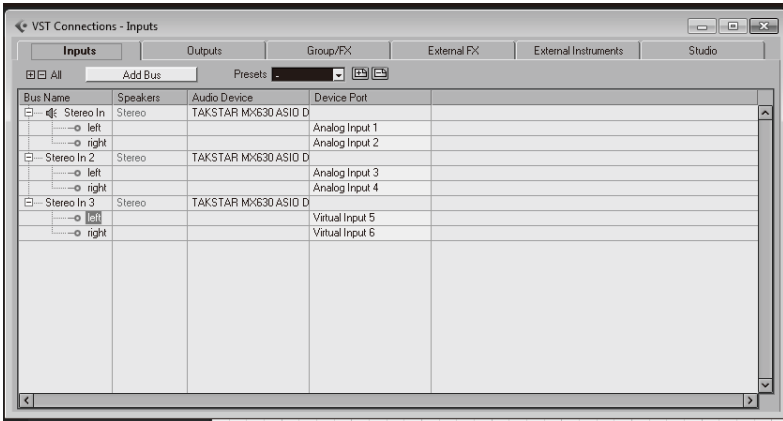 VST Connections - Inputs
Inputs Outputs Group/FX External FX External Instruments Studio
All Add Bus Presets -
Bus Name Speakers Audio Device Device Port
Stereo In Stereo TAKSTAR MX630 ASIO D
left Analog Input 1
right Analog Input 2
Stereo In 2 Stereo TAKSTAR MX630 ASIO D
left Analog Input 3
right Analog Input 4
Stereo In 3 Stereo TAKSTAR MX630 ASIO D
left Virtual Input 5
right Virtual Input 6